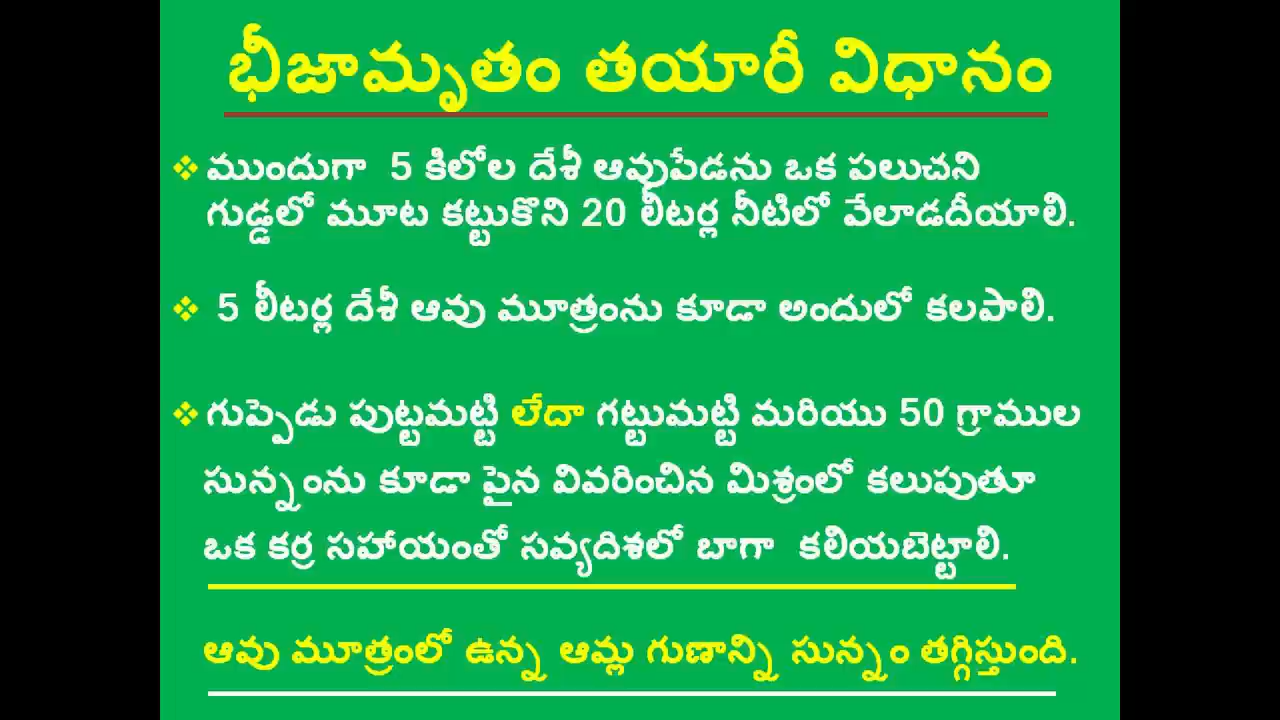 భీజామృతం తయారీ విధానం
❖ ముందుగా 5 కిలోల దేశీ ఆవుపేడను ఒక పలుచని
గుడ్డలో మూట కట్టుకొని 20 లీటర్ల నీటిలో వేలాడదీయాలి.
❖ 5 లీటర్ల దేశీ ఆవు మూత్రంను కూడా అందులో కలపాలి.
❖ గుప్పెడు పుట్టమట్టి లేదా గట్టుమట్టి మరియు 50 గ్రాముల
సున్నంను కూడా పైన వివరించిన మిశ్రంలో కలుపుతూ
ఒక కర్ర సహాయంతో సవ్యదిశలో బాగా కలియబెట్టాలి.
ఆవు మూత్రంలో ఉన్న ఆమ్ల గుణాన్ని సున్నం తగ్గిస్తుంది.